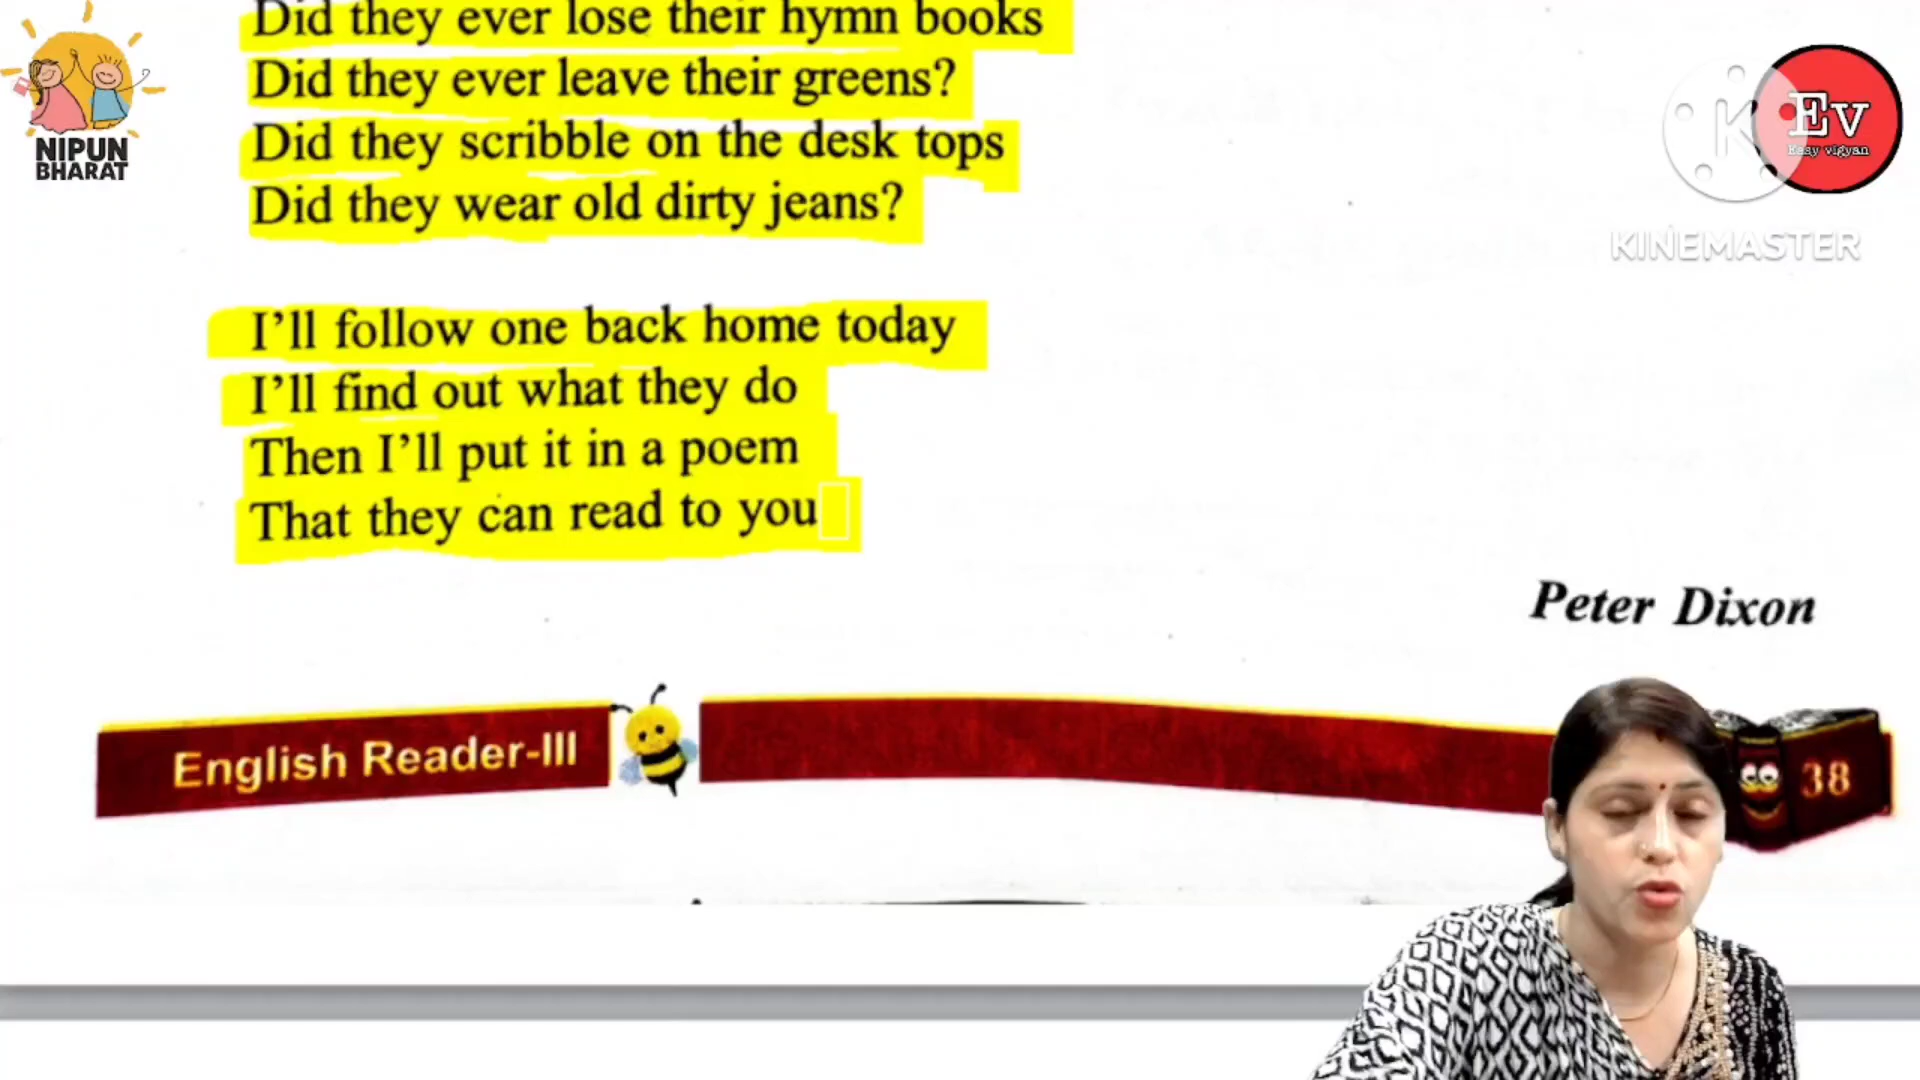 Did they ever lose their hymn books
Did they ever leave their greens?
Did they scribble on the desk tops
Did they wear old dirty jeans?
I'll follow one back home today
I'll find out what they do
Then I'll put it in a poem
That they can read to you
Peter Dixon
English Reader-III
38
NIPUN
BHARAT
K
Ev
Easy vigyan
KINEMASTER